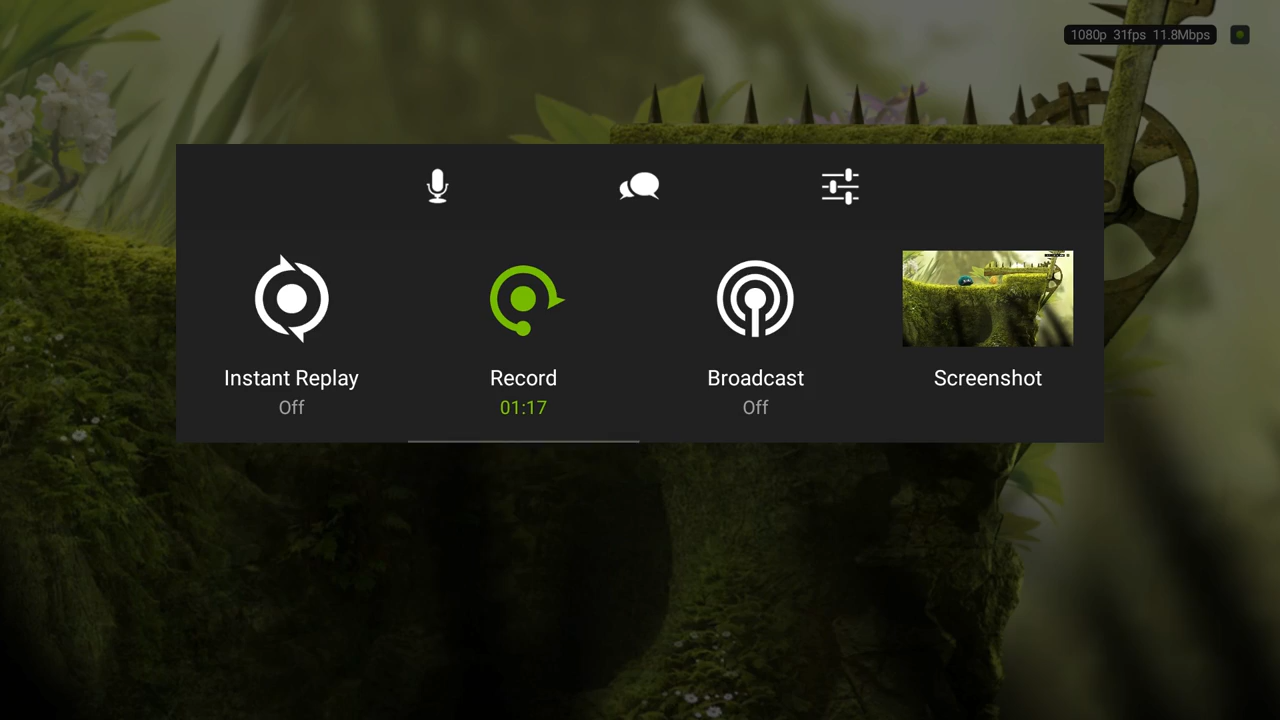 1080p 31fps 11.8Mbps
Instant Replay
Off
Record
01:17
Broadcast
Off
Screenshot